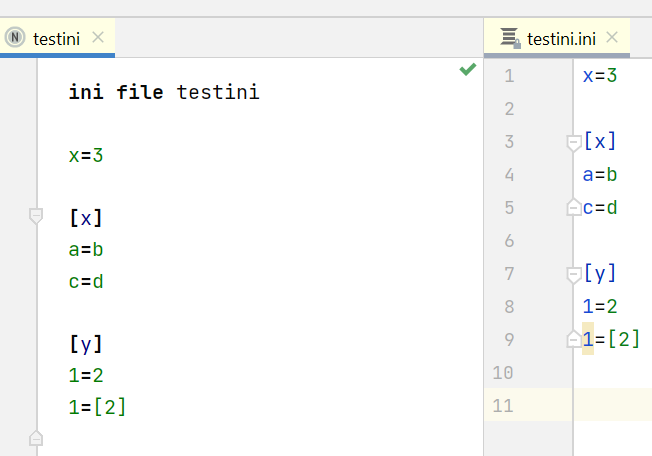 N testini
ini file testini
x=3
[x]
a=b
c=d
[y]
1=2
1=[2]
testini.ini
1 x=3
2
3 [x]
4 a=b
5 c=d
6
7 [y]
8 1=2
9 1=[2]
10
11